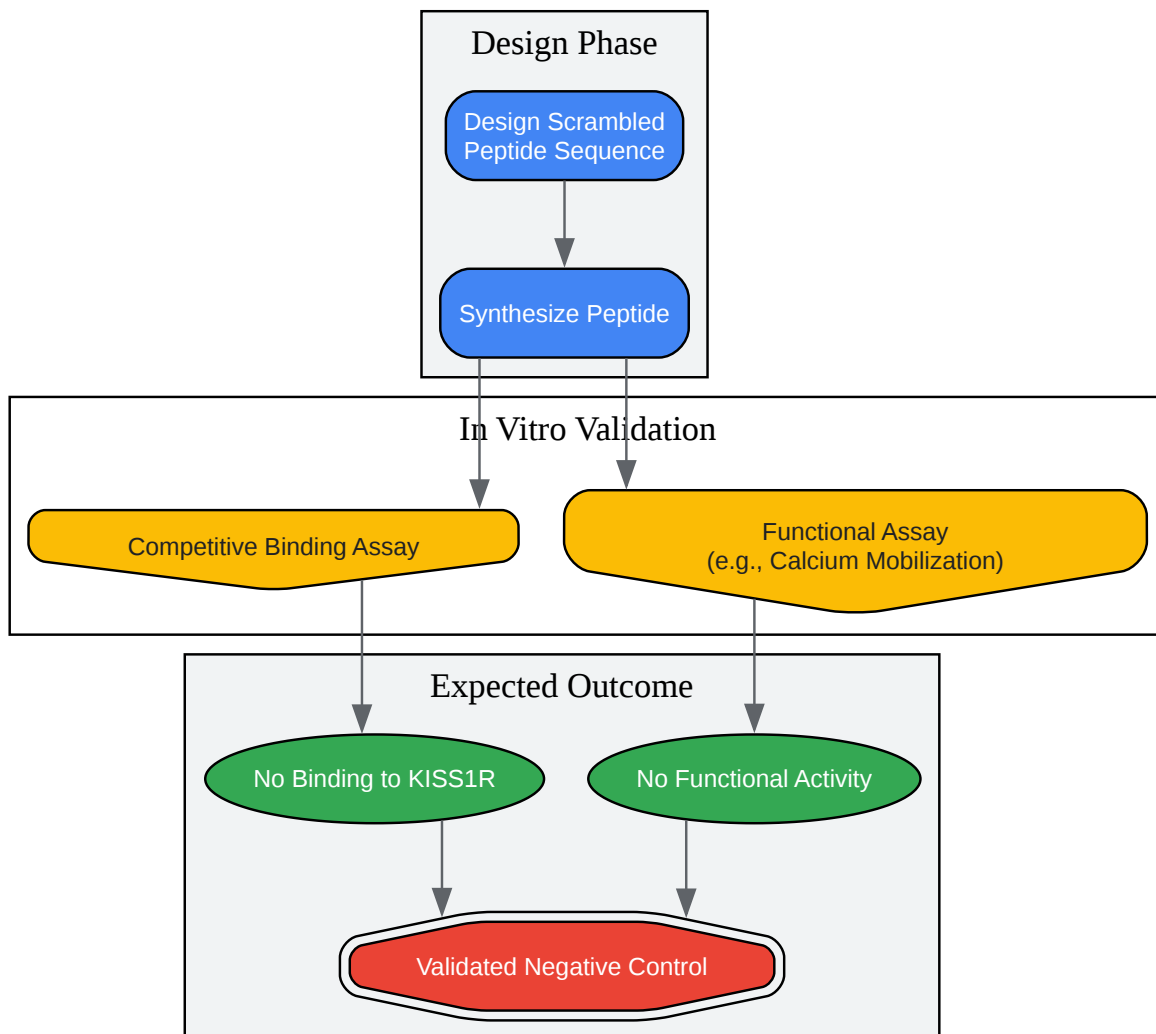 Design Phase
Design Scrambled
Peptide Sequence
Synthesize Peptide
In Vitro Validation
Competitive Binding Assay
Functional Assay
(e.g., Calcium Mobilization)
Expected Outcome
No Binding to KISS1R
No Functional Activity
Validated Negative Control